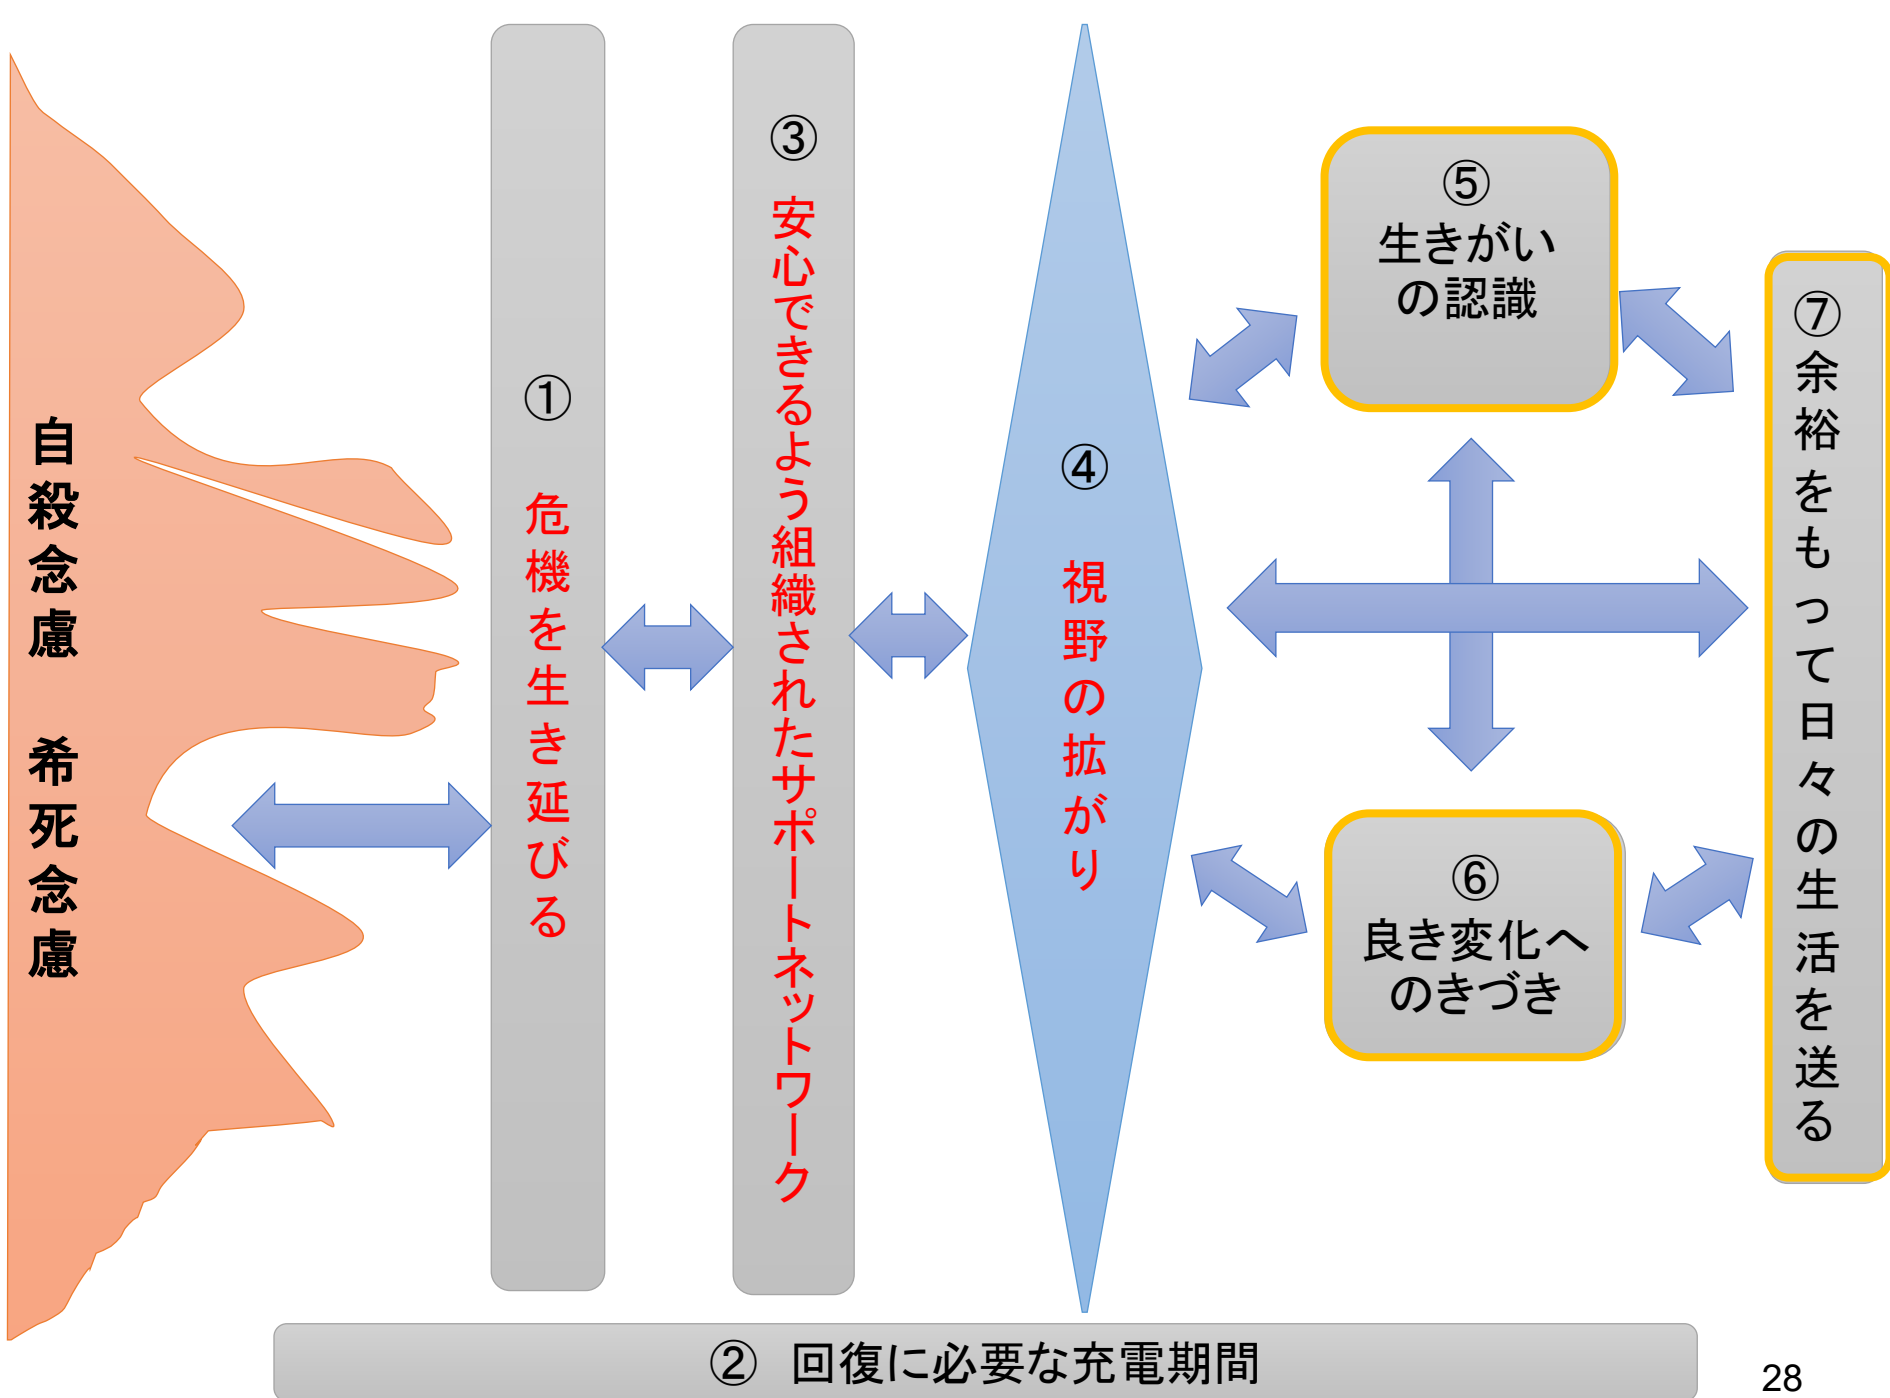 自殺念慮　希死念慮
①　危機を生き延びる
③　安心できるよう組織されたサポートネットワーク
④　視野の拡がり
⑤
生きがい
の認識
⑥
良き変化へ
のきづき
⑦余裕をもって日々の生活を送る
②　回復に必要な充電期間
28